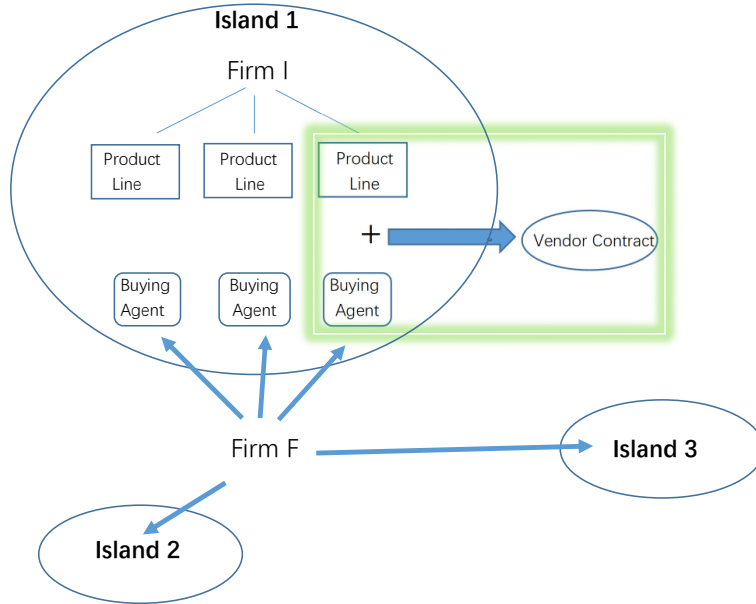 Island 1
Firm I
Product
Line
Product
Line
Product
Line
+
Vendor Contract
Buying
Agent
Buying
Agent
Buying
Agent
Firm F
Island 3
Island 2